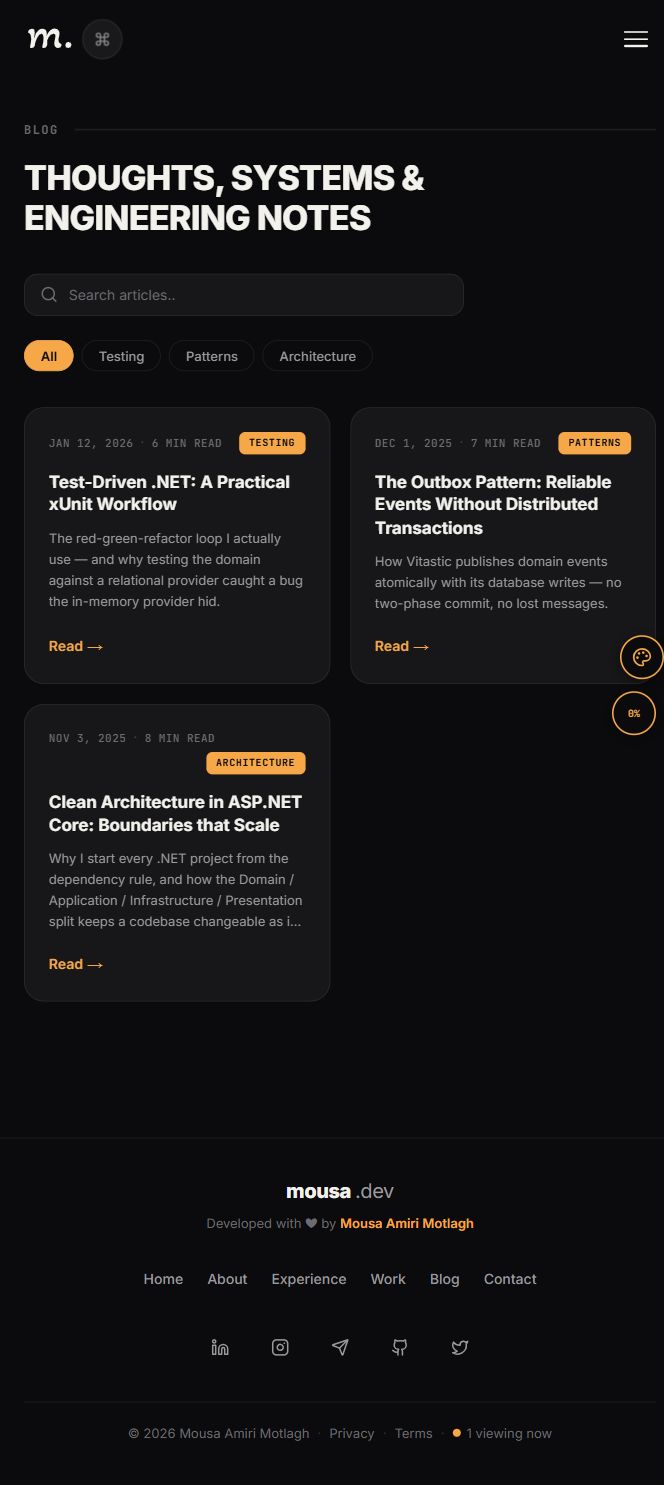 m. ⌘
BLOG
THOUGHTS, SYSTEMS &
ENGINEERING NOTES
Search articles..
All Testing Patterns Architecture
JAN 12, 2026 · 6 MIN READ TESTING
Test-Driven .NET: A Practical
xUnit Workflow
The red-green-refactor loop I actually
use — and why testing the domain
against a relational provider caught a bug
the in-memory provider hid.
Read →
DEC 1, 2025 · 7 MIN READ PATTERNS
The Outbox Pattern: Reliable
Events Without Distributed
Transactions
How Vitastic publishes domain events
atomically with its database writes — no
two-phase commit, no lost messages.
Read →
0%
NOV 3, 2025 · 8 MIN READ
ARCHITECTURE
Clean Architecture in ASP.NET
Core: Boundaries that Scale
Why I start every .NET project from the
dependency rule, and how the Domain /
Application / Infrastructure / Presentation
split keeps a codebase changeable as i...
Read →
mousa .dev
Developed with ♥ by Mousa Amiri Motlagh
Home About Experience Work Blog Contact
© 2026 Mousa Amiri Motlagh · Privacy · Terms · 1 viewing now